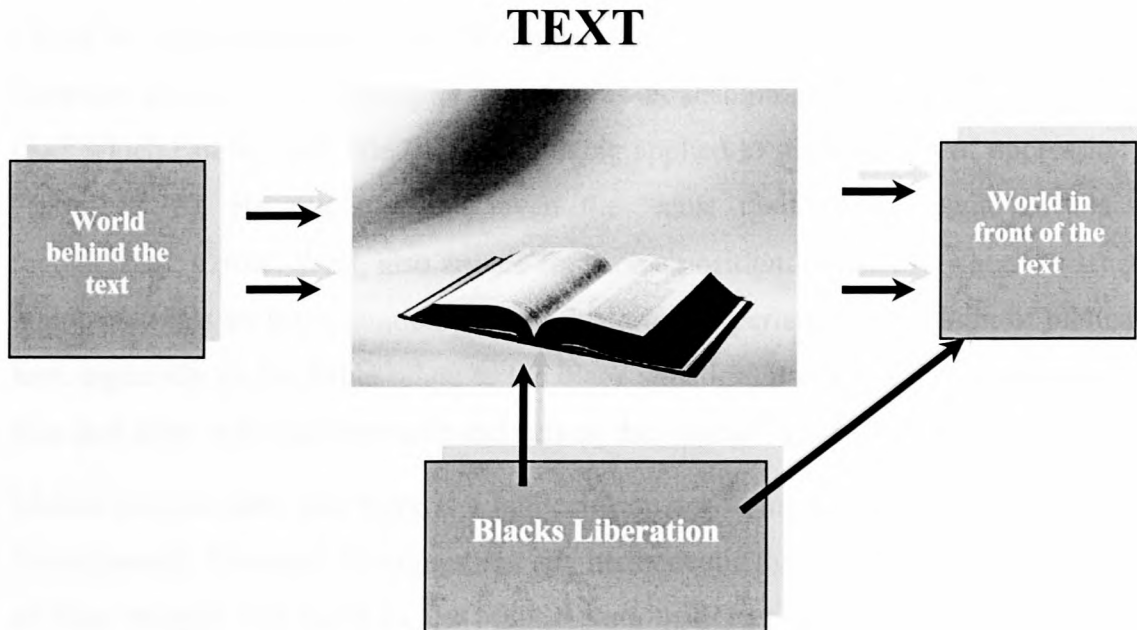 TEXT
World
behind the
text
World in
front of the
text
Blacks Liberation